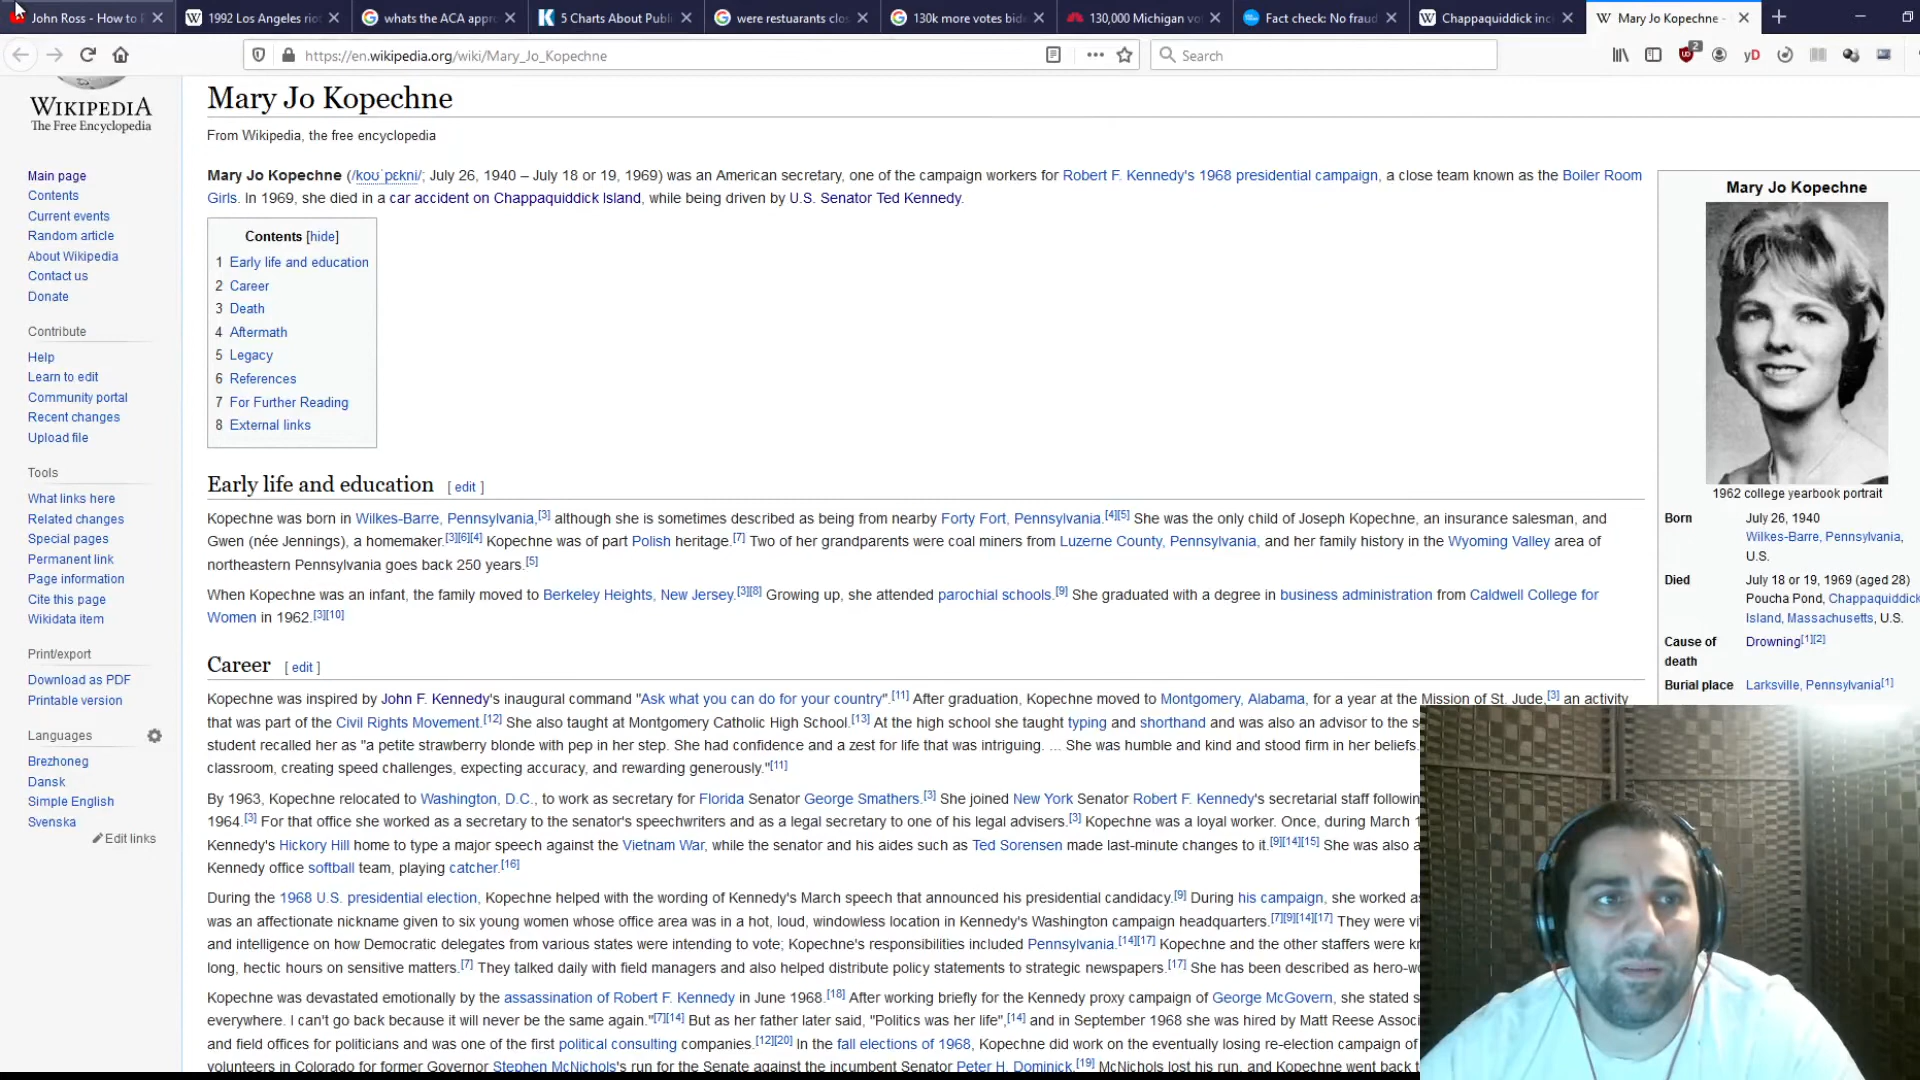 John Ross - How to
1992 Los Angeles rio
whats the ACA appr
5 Charts About Publ
were restuarants clos
130k more votes bid
130,000 Michigan vo
Fact check: No fraud
Chappaquiddick inc
Mary Jo Kopechne -
https://en.wikipedia.org/wiki/Mary_Jo_Kopechne
Search
2
yD
WIKIPEDIA
The Free Encyclopedia
Main page
Contents
Current events
Random article
About Wikipedia
Contact us
Donate
Contribute
Help
Learn to edit
Community portal
Recent changes
Upload file
Tools
What links here
Related changes
Special pages
Permanent link
Page information
Cite this page
Wikidata item
Print/export
Download as PDF
Printable version
Languages
Brezhoneg
Dansk
Simple English
Svenska
Edit links
Mary Jo Kopechne
From Wikipedia, the free encyclopedia
Mary Jo Kopechne (/koʊˈpɛkni/; July 26, 1940 – July 18 or 19, 1969) was an American secretary, one of the campaign workers for Robert F. Kennedy's 1968 presidential campaign, a close team known as the Boiler Room
Girls. In 1969, she died in a car accident on Chappaquiddick Island, while being driven by U.S. Senator Ted Kennedy.
Contents [hide]
1 Early life and education
2 Career
3 Death
4 Aftermath
5 Legacy
6 References
7 For Further Reading
8 External links
Early life and education [ edit ]
Kopechne was born in Wilkes-Barre, Pennsylvania,[3] although she is sometimes described as being from nearby Forty Fort, Pennsylvania.[4][5] She was the only child of Joseph Kopechne, an insurance salesman, and
Gwen (née Jennings), a homemaker.[3][6][4] Kopechne was of part Polish heritage.[7] Two of her grandparents were coal miners from Luzerne County, Pennsylvania, and her family history in the Wyoming Valley area of
northeastern Pennsylvania goes back 250 years.[5]
When Kopechne was an infant, the family moved to Berkeley Heights, New Jersey.[3][8] Growing up, she attended parochial schools.[9] She graduated with a degree in business administration from Caldwell College for
Women in 1962.[3][10]
Career [ edit ]
Kopechne was inspired by John F. Kennedy's inaugural command "Ask what you can do for your country".[11] After graduation, Kopechne moved to Montgomery, Alabama, for a year at the Mission of St. Jude,[3] an activity
that was part of the Civil Rights Movement.[12] She also taught at Montgomery Catholic High School.[13] At the high school she taught typing and shorthand and was also an advisor to the s
student recalled her as "a petite strawberry blonde with pep in her step. She had confidence and a zest for life that was intriguing. ... She was humble and kind and stood firm in her beliefs.
classroom, creating speed challenges, expecting accuracy, and rewarding generously."[11]
By 1963, Kopechne relocated to Washington, D.C., to work as secretary for Florida Senator George Smathers.[3] She joined New York Senator Robert F. Kennedy's secretarial staff followin
1964.[3] For that office she worked as a secretary to the senator's speechwriters and as a legal secretary to one of his legal advisers.[3] Kopechne was a loyal worker. Once, during March 1
Kennedy's Hickory Hill home to type a major speech against the Vietnam War, while the senator and his aides such as Ted Sorensen made last-minute changes to it.[9][14][15] She was also a
Kennedy office softball team, playing catcher.[16]
During the 1968 U.S. presidential election, Kopechne helped with the wording of Kennedy's March speech that announced his presidential candidacy.[9] During his campaign, she worked a
was an affectionate nickname given to six young women whose office area was in a hot, loud, windowless location in Kennedy's Washington campaign headquarters.[7][9][14][17] They were vi
and intelligence on how Democratic delegates from various states were intending to vote; Kopechne's responsibilities included Pennsylvania.[14][17] Kopechne and the other staffers were kn
long, hectic hours on sensitive matters.[7] They talked daily with field managers and also helped distribute policy statements to strategic newspapers.[17] She has been described as hero-wo
Kopechne was devastated emotionally by the assassination of Robert F. Kennedy in June 1968.[18] After working briefly for the Kennedy proxy campaign of George McGovern, she stated s
everywhere. I can't go back because it will never be the same again."[7][14] But as her father later said, "Politics was her life",[14] and in September 1968 she was hired by Matt Reese Associ
and field offices for politicians and was one of the first political consulting companies.[12][20] In the fall elections of 1968, Kopechne did work on the eventually losing re-election campaign of
volunteers in Colorado for former Governor Stephen McNichols's run for the Senate against the incumbent Senator Peter H. Dominick.[19] McNichols lost his run, and Kopechne went back t
Mary Jo Kopechne
1962 college yearbook portrait
Born July 26, 1940
Wilkes-Barre, Pennsylvania,
U.S.
Died July 18 or 19, 1969 (aged 28)
Poucha Pond, Chappaquiddick
Island, Massachusetts, U.S.
Cause of death Drowning[1][2]
Burial place Larksville, Pennsylvania[1]